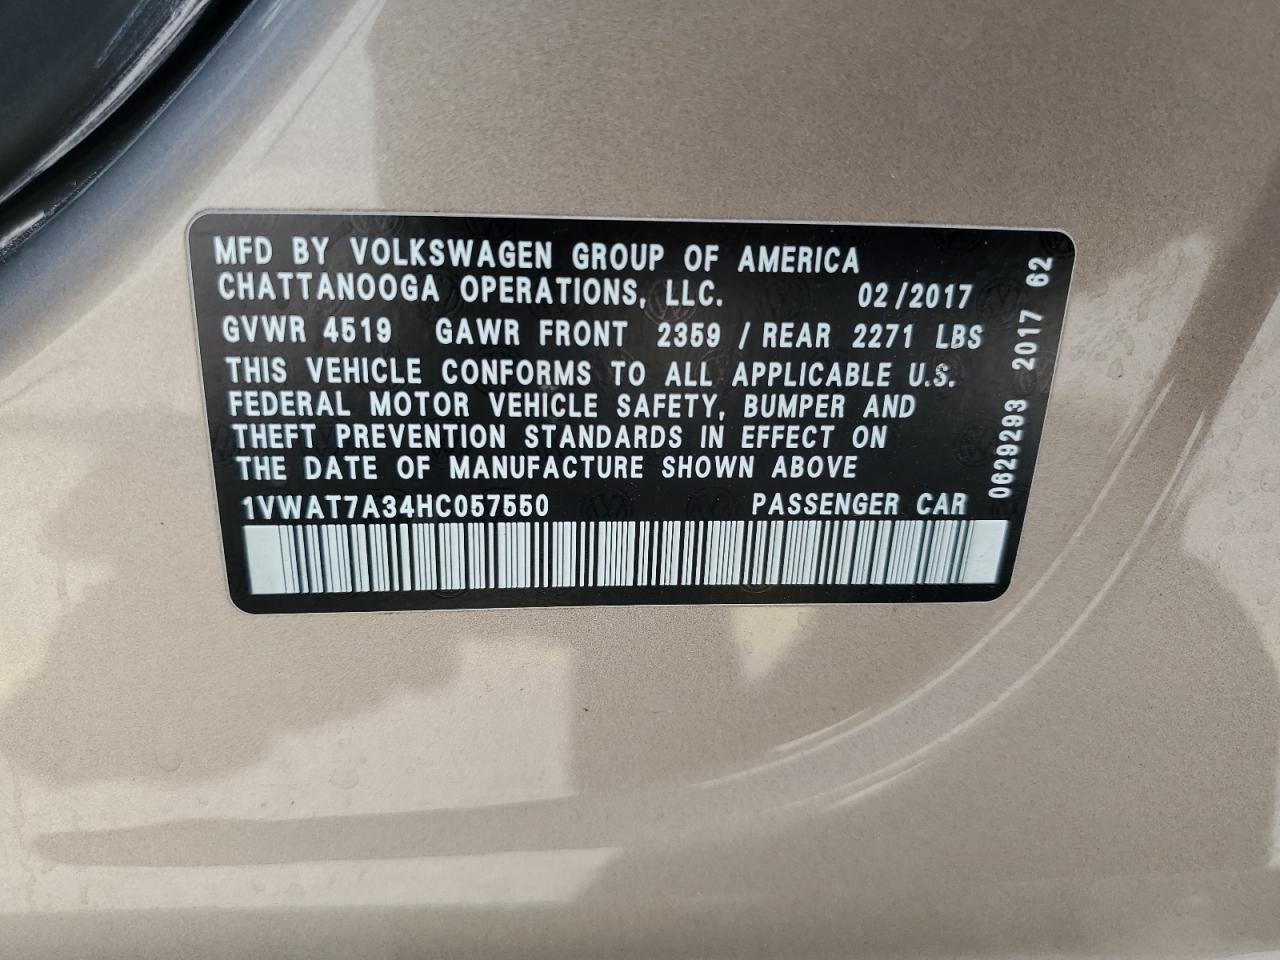 MFD BY VOLKSWAGEN GROUP OF AMERICA
CHATTANOOGA OPERATIONS, LLC. 02/2017
GVWR 4519 GAWR FRONT 2359 / REAR 2271 LBS
THIS VEHICLE CONFORMS TO ALL APPLICABLE U.S.
FEDERAL MOTOR VEHICLE SAFETY, BUMPER AND
THEFT PREVENTION STANDARDS IN EFFECT ON
THE DATE OF MANUFACTURE SHOWN ABOVE
1VWAT7A34HC057550 PASSENGER CAR
0629293 2017 62